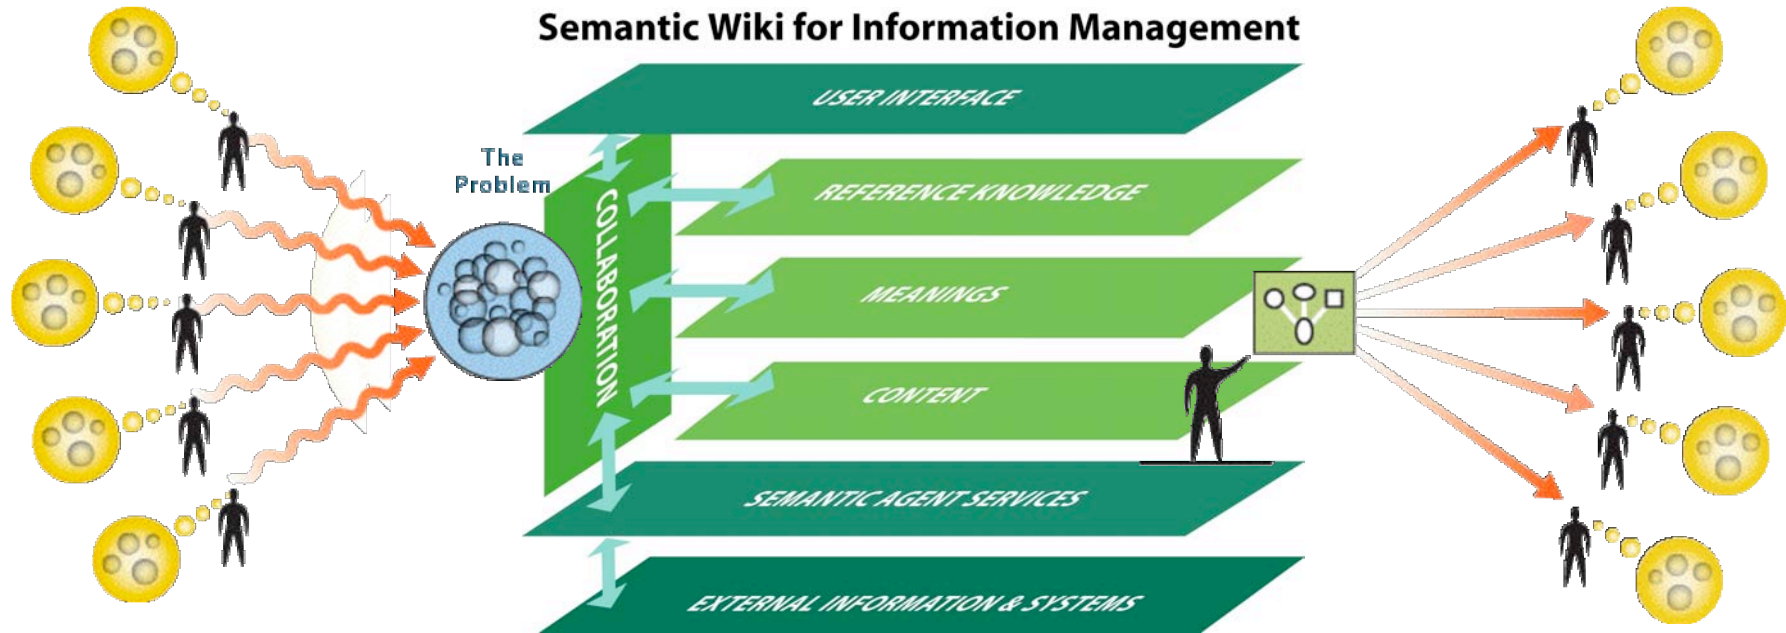 Semantic Wiki for Information Management
USER INTERFACE
The
Problem
COLLABORATION
REFERENCE KNOWLEDGE
MEANINGS
CONTENT
SEMANTIC AGENT SERVICES
EXTERNAL INFORMATION & SYSTEMS